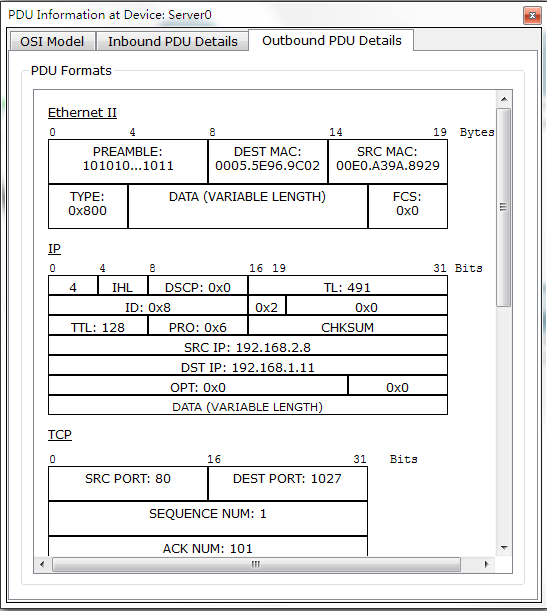 PDU Information at Device: Server0
OSI Model Inbound PDU Details Outbound PDU Details
PDU Formats
Ethernet II
0 4 8 14 19 Bytes
PREAMBLE: DEST MAC: SRC MAC:
101010...1011 0005.5E96.9C02 00E0.A39A.8929
TYPE: DATA (VARIABLE LENGTH) FCS:
0x800 0x0
IP
0 4 8 16 19 31 Bits
4 IHL DSCP: 0x0 TL: 491
ID: 0x8 0x2 0x0
TTL: 128 PRO: 0x6 CHKSUM
SRC IP: 192.168.2.8
DST IP: 192.168.1.11
OPT: 0x0 0x0
DATA (VARIABLE LENGTH)
TCP
0 16 31 Bits
SRC PORT: 80 DEST PORT: 1027
SEQUENCE NUM: 1
ACK NUM: 101